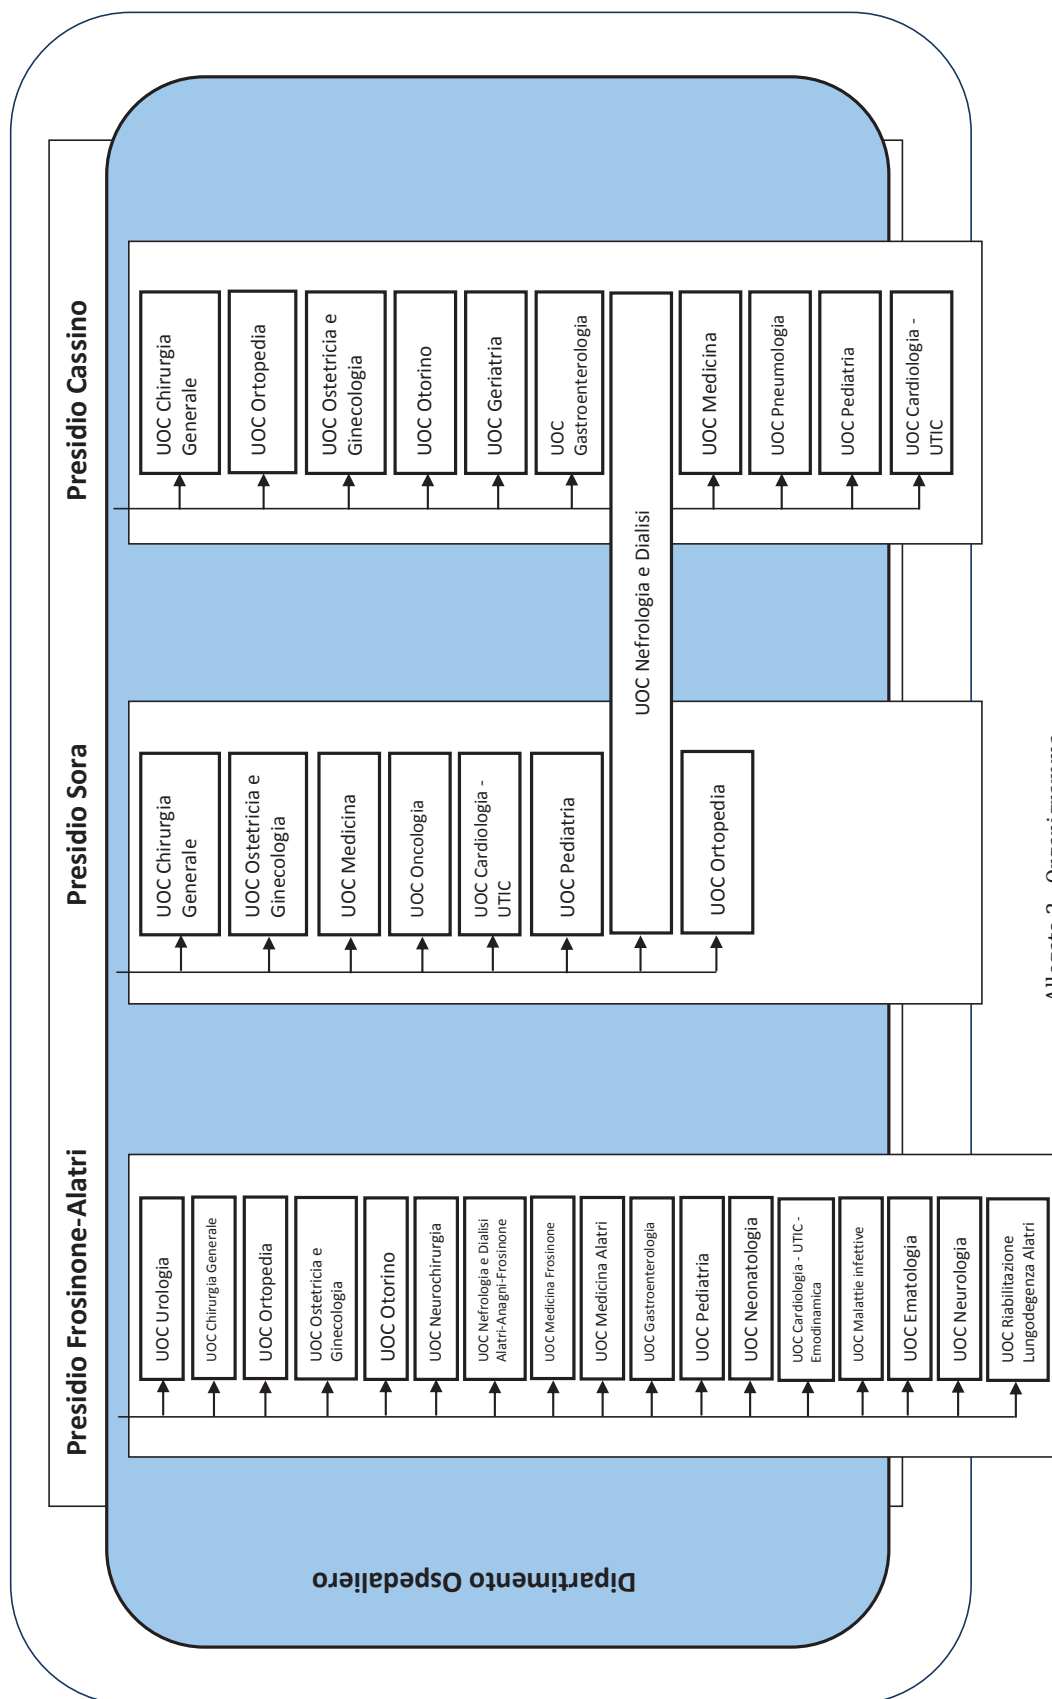 Dipartimento Ospedaliero
Presidio Frosinone-Alatri
UOC Urologia
UOC Chirurgia Generale
UOC Ortopedia
UOC Ostetricia e
Ginecologia
UOC Otorino
UOC Neurochirurgia
UOC Nefrologia e Dialisi
Alatri-Anagni-Frosinone
UOC Medicina Frosinone
UOC Medicina Alatri
UOC Gastroenterologia
UOC Pediatria
UOC Neonatologia
UOC Cardiologia - UTIC -
Emodinamica
UOC Malattie infettive
UOC Ematologia
UOC Neurologia
UOC Riabilitazione
Lungodegenza Alatri
Presidio Sora
UOC Chirurgia
Generale
UOC Ostetricia e
Ginecologia
UOC Medicina
UOC Oncologia
UOC Cardiologia -
UTIC
UOC Pediatria
UOC Nefrologia e Dialisi
UOC Ortopedia
Presidio Cassino
UOC Chirurgia
Generale
UOC Ortopedia
UOC Ostetricia e
Ginecologia
UOC Otorino
UOC Geriatria
UOC
Gastroenterologia
UOC Medicina
UOC Pneumologia
UOC Pediatria
UOC Cardiologia -
UTIC